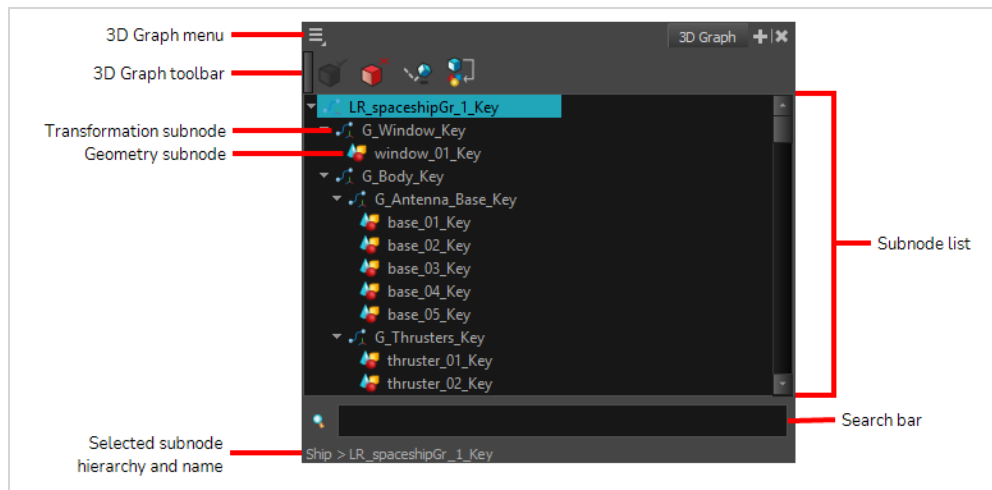 3D Graph menu
3D Graph
3D Graph toolbar
LR_spaceshipGr_1_Key
Transformation subnode
G_Window_Key
Geometry subnode
window_01_Key
G_Body_Key
G_Antenna_Base_Key
base_01_Key
base_02_Key
Subnode list
base_03_Key
base_04_Key
base_05_Key
G_Thrusters_Key
thruster_01_Key
thruster_02_Key
Search bar
Selected subnode
hierarchy and name
Ship > LR_spaceshipGr_1_Key